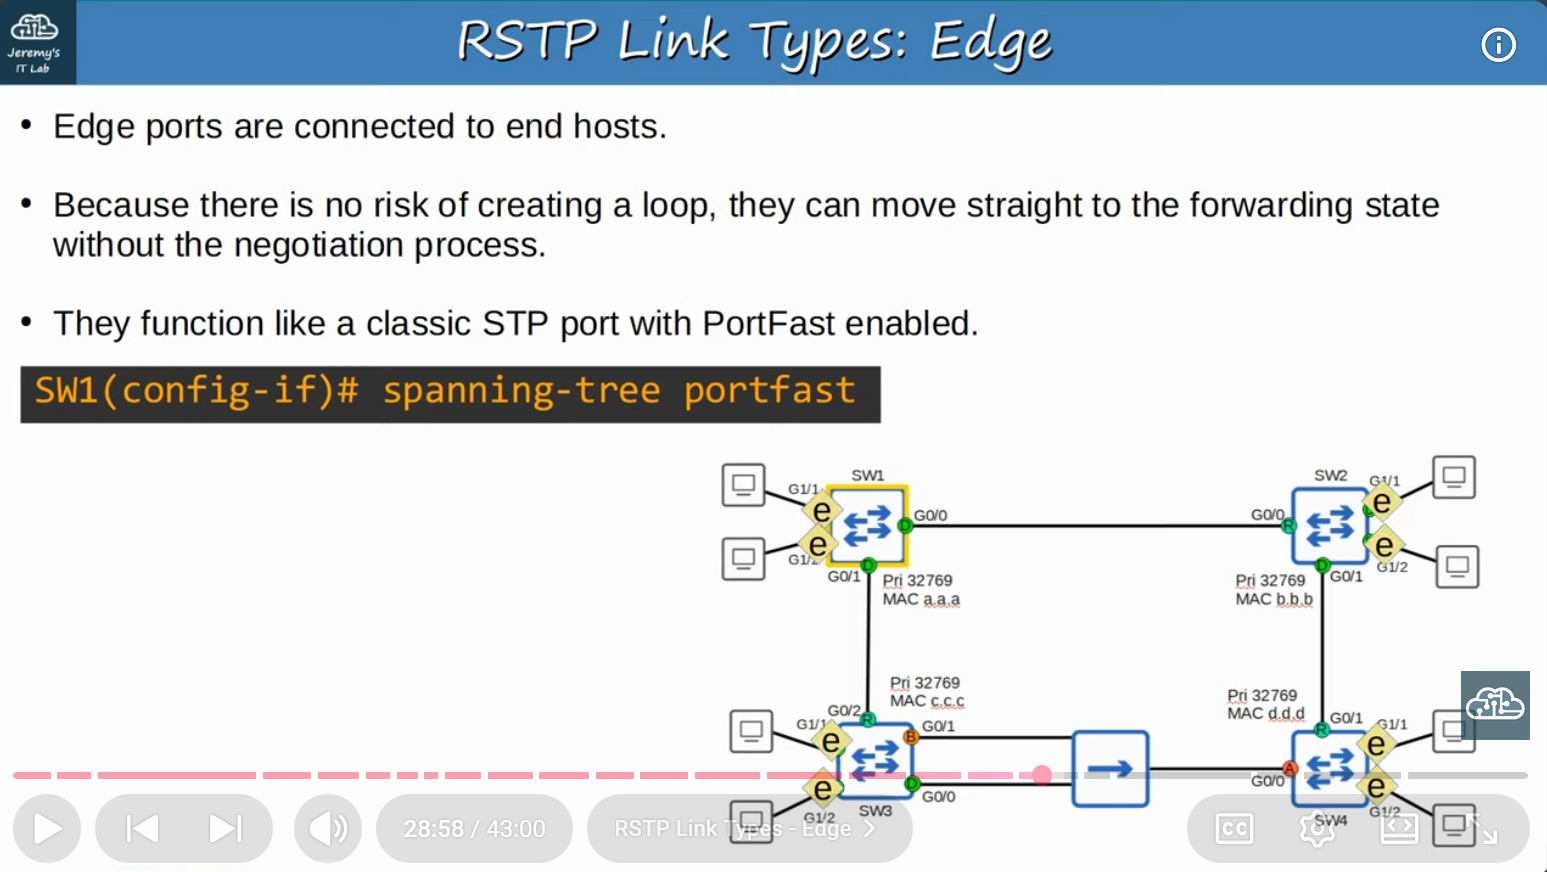 RSTP Link Types: Edge
Jeremy's
IT Lab
• Edge ports are connected to end hosts.
• Because there is no risk of creating a loop, they can move straight to the forwarding state
without the negotiation process.
• They function like a classic STP port with PortFast enabled.
SW1(config-if)# spanning-tree portfast
SW1
SW2
G1/1
G1/1
e
e
G0/0
G0/0
D
R
e
e
G1/2
G1/2
G0/1
D
D
G0/1
Pri 32769
MAC a.a.a
Pri 32769
MAC b.b.b
Pri 32769
MAC c.c.c
Pri 32769
MAC d.d.d
G0/2
R
R
G0/1
G1/1
G1/1
e
e
B
G0/1
A
G0/0
e
e
D
G0/0
G1/2
G1/2
SW3
SW4
28:58 / 43:00
RSTP Link Types - Edge
CC